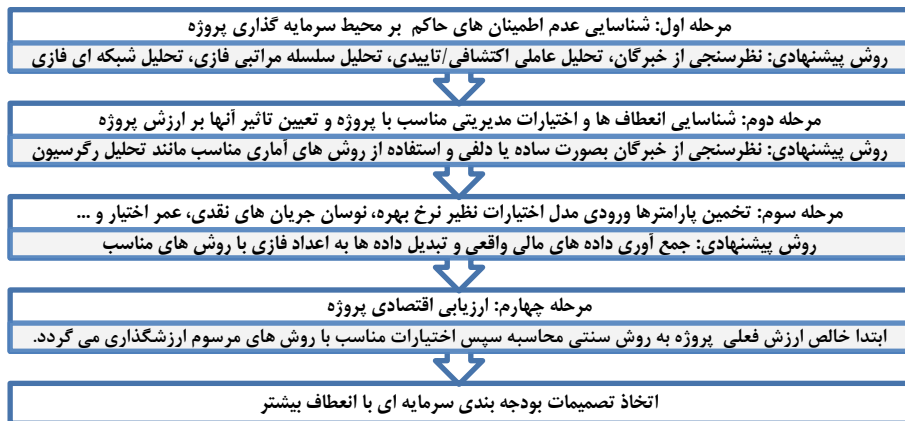 مرحله اول: شناسایی عدم اطمینان های حاکم بر محیط سرمایه گذاری پروژه
روش پیشنهادی: نظرسنجی از خبرگان، تحلیل عاملی اکتشافی/تاییدی، تحلیل سلسله مراتبی فازی، تحلیل شبکه ای فازی
مرحله دوم: شناسایی انعطاف ها و اختیارات مدیریتی مناسب با پروژه و تعیین تاثیر آنها بر ارزش پروژه
روش پیشنهادی: نظرسنجی از خبرگان بصورت ساده یا دلفی و استفاده از روش های آماری مناسب مانند تحلیل رگرسیون
مرحله سوم: تخمین پارامترها ورودی مدل اختیارات نظیر نرخ بهره، نوسان جریان های نقدی، عمر اختیار و ...
روش پیشنهادی: جمع آوری داده های مالی واقعی و تبدیل داده ها به اعداد فازی با روش های مناسب
مرحله چهارم: ارزیابی اقتصادی پروژه
ابتدا خالص ارزش فعلی پروژه به روش سنتی محاسبه سپس اختیارات مناسب با روش های مرسوم ارزشگذاری می گردد.
اتخاذ تصمیمات بودجه بندی سرمایه ای با انعطاف بیشتر